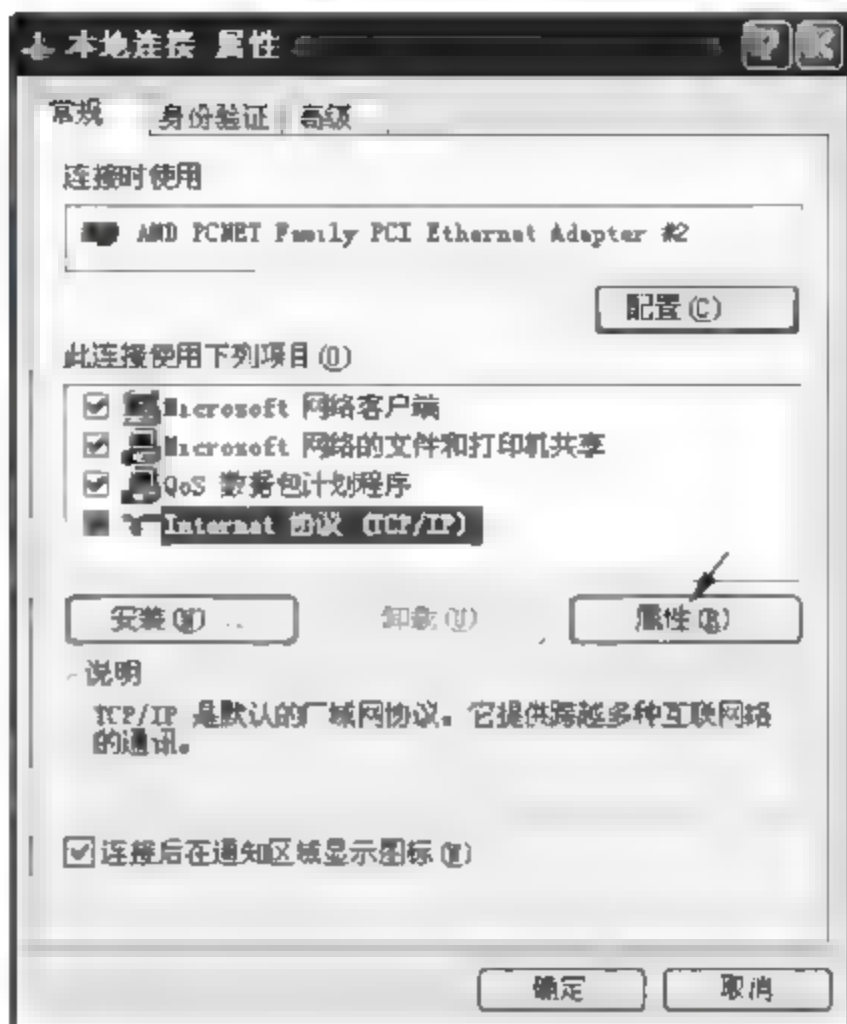 本地连接 属性
常规 身份验证 高级
连接时使用
AMD PCNET Family PCI Ethernet Adapter #2
配置(C)
此连接使用下列项目(O)
Microsoft 网络客户端
Microsoft 网络的文件和打印机共享
QoS 数据包计划程序
Internet 协议 (TCP/IP)
安装(N)... 卸载(U) 属性(R)
说明
TCP/IP 是默认的广域网协议。它提供跨越多种互联网络
的通讯。
连接后在通知区域显示图标(W)
确定 取消